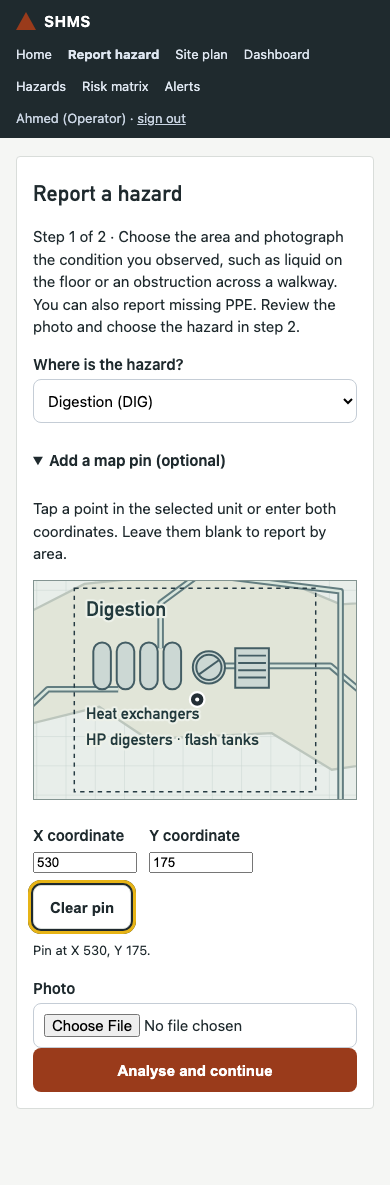 SHMS
Home Report hazard Site plan Dashboard
Hazards Risk matrix Alerts
Ahmed (Operator) · sign out
Report a hazard
Step 1 of 2 · Choose the area and photograph
the condition you observed, such as liquid on
the floor or an obstruction across a walkway.
You can also report missing PPE. Review the
photo and choose the hazard in step 2.
Where is the hazard?
Digestion (DIG)
Add a map pin (optional)
Tap a point in the selected unit or enter both
coordinates. Leave them blank to report by
area.
Digestion
Heat exchangers
HP digesters · flash tanks
X coordinate Y coordinate
530 175
Clear pin
Pin at X 530, Y 175.
Photo
Choose File No file chosen
Analyse and continue